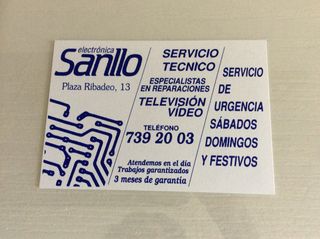 electrónica
Sanllo
Plaza Ribadeo, 13
SERVICIO
TECNICO
ESPECIALISTAS
EN REPARACIONES
TELEVISIÓN
VÍDEO
TELÉFONO
739 20 03
Atendemos en el día
Trabajos garantizados
3 meses de garantía
SERVICIO
DE
URGENCIA
SÁBADOS
DOMINGOS
Y FESTIVOS